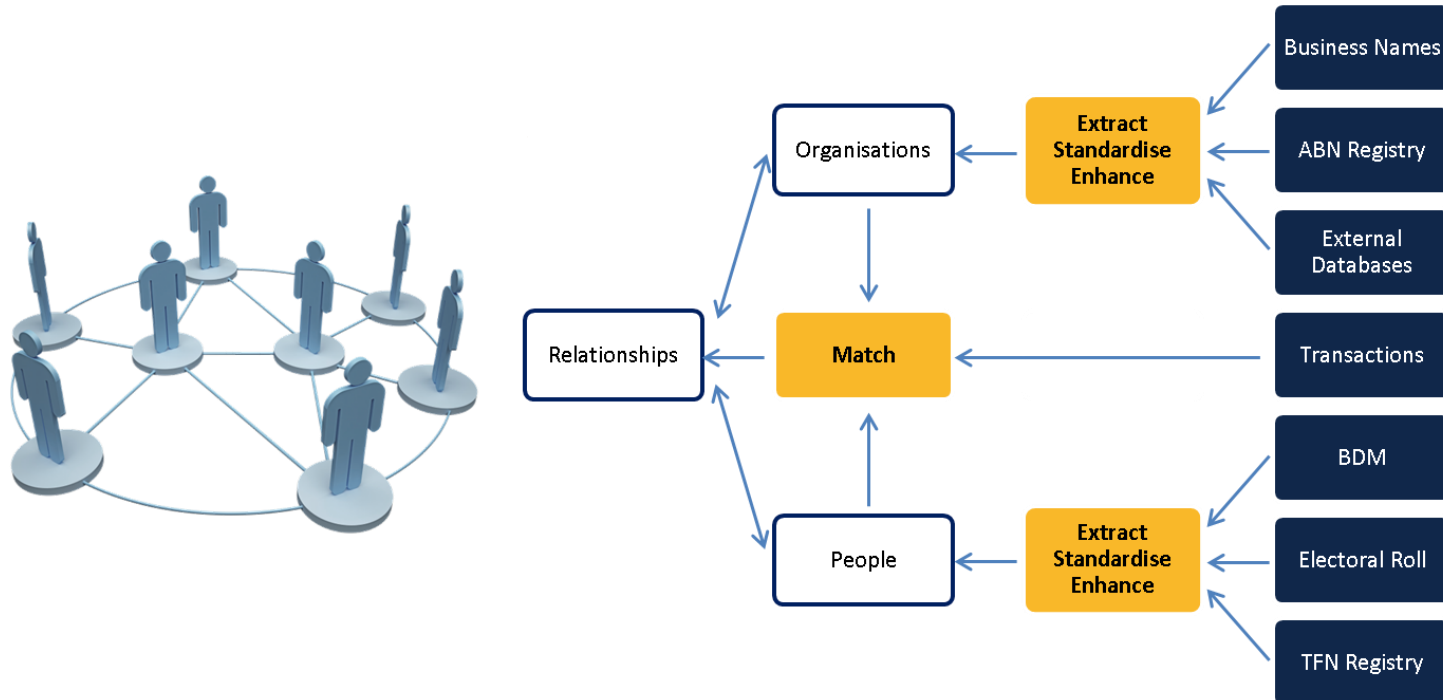 Business Names
Organisations
Extract
Standardise
Enhance
ABN Registry
External
Databases
Relationships
Match
Transactions
BDM
People
Extract
Standardise
Enhance
Electoral Roll
TFN Registry